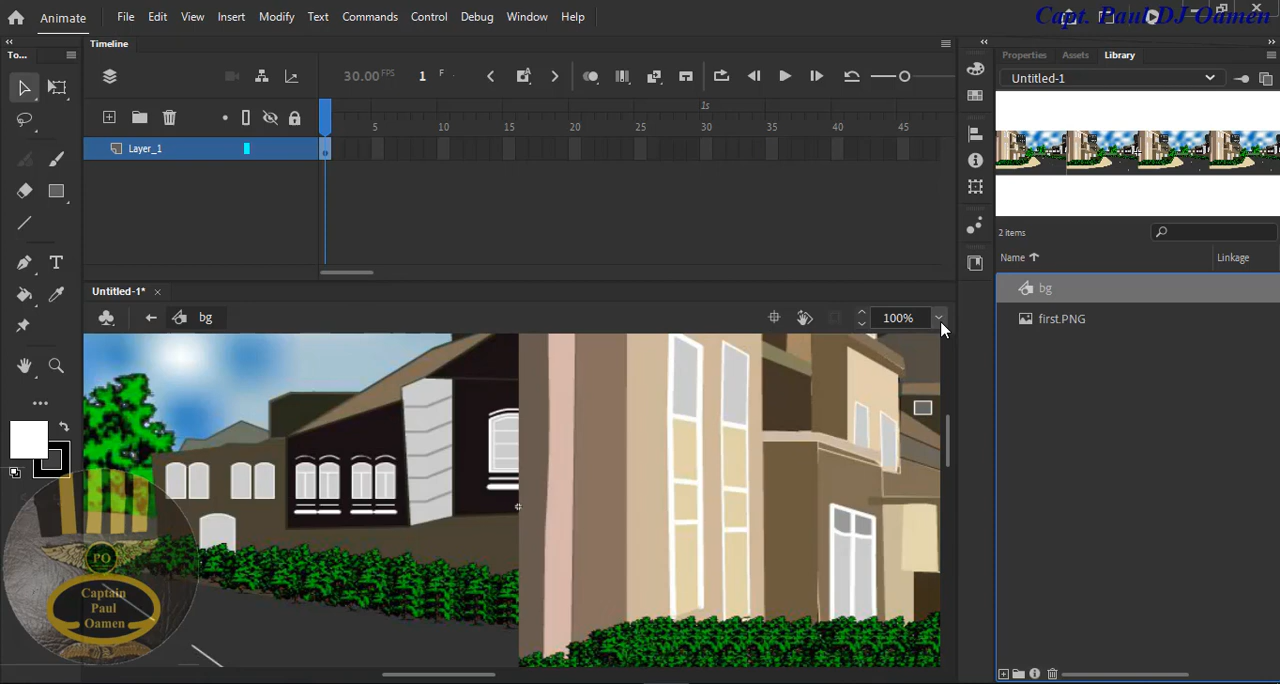 Animate File Edit View Insert Modify Text Commands Control Debug Window Help
Capt. Paul DJ Oamen
To... Timeline Properties Assets Library
30.00 FPS 1 F
Untitled-1
1s
5 10 15 20 25 30 35 40 45
Layer_1
2 items
Name Linkage
bg
first.PNG
Untitled-1*
bg 100%
PO
Captain
Paul
Oamen